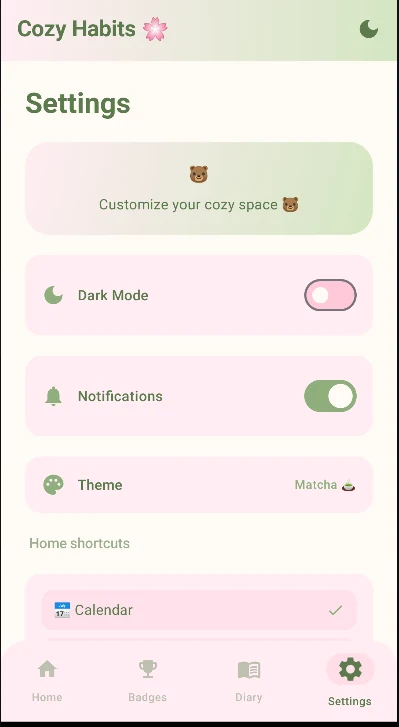 Cozy Habits 🌸
Settings
🐻
Customize your cozy space 🐻
Dark Mode
Notifications
Theme
Matcha 🍵
Home shortcuts
📅 Calendar
Home
Badges
Diary
Settings